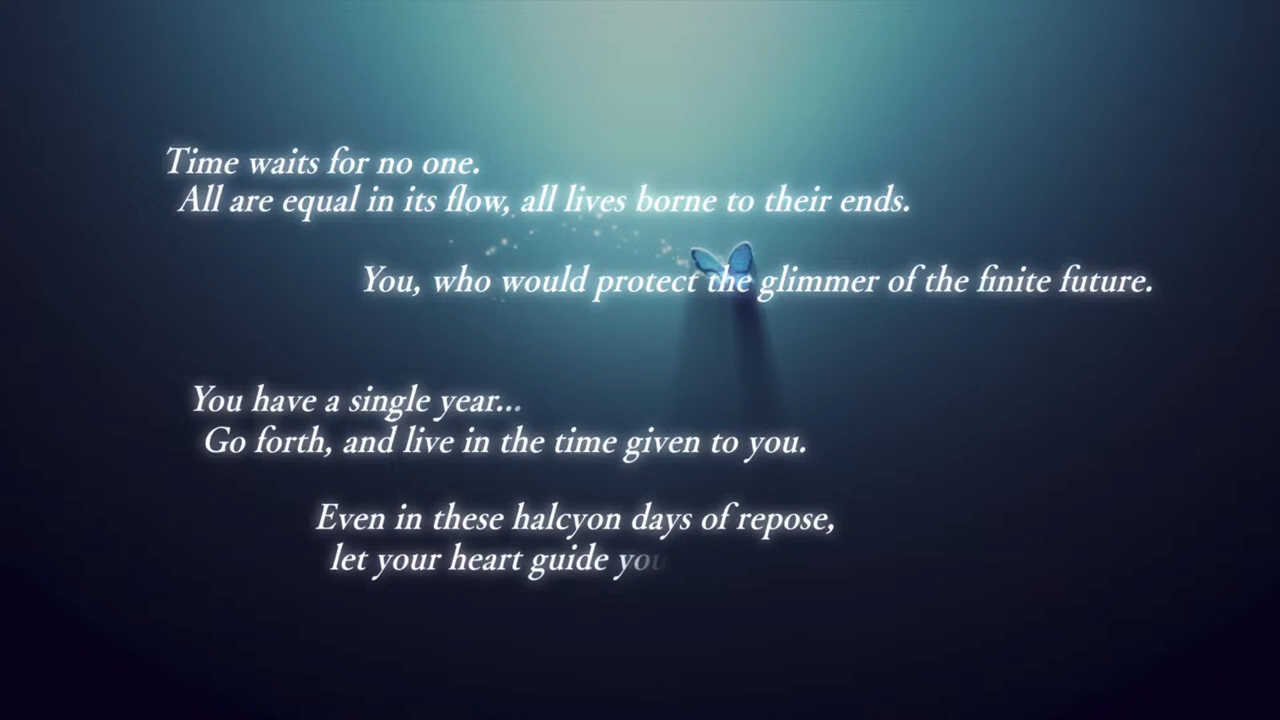 Time waits for no one.
All are equal in its flow, all lives borne to their ends.
You, who would protect the glimmer of the finite future.
You have a single year...
Go forth, and live in the time given to you.
Even in these halcyon days of repose,
let your heart guide you